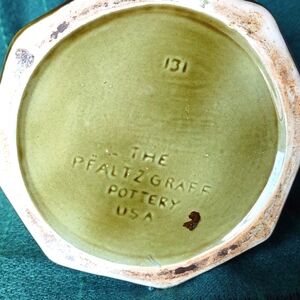 131
THE
PFALTZGRAFF
POTTERY
USA